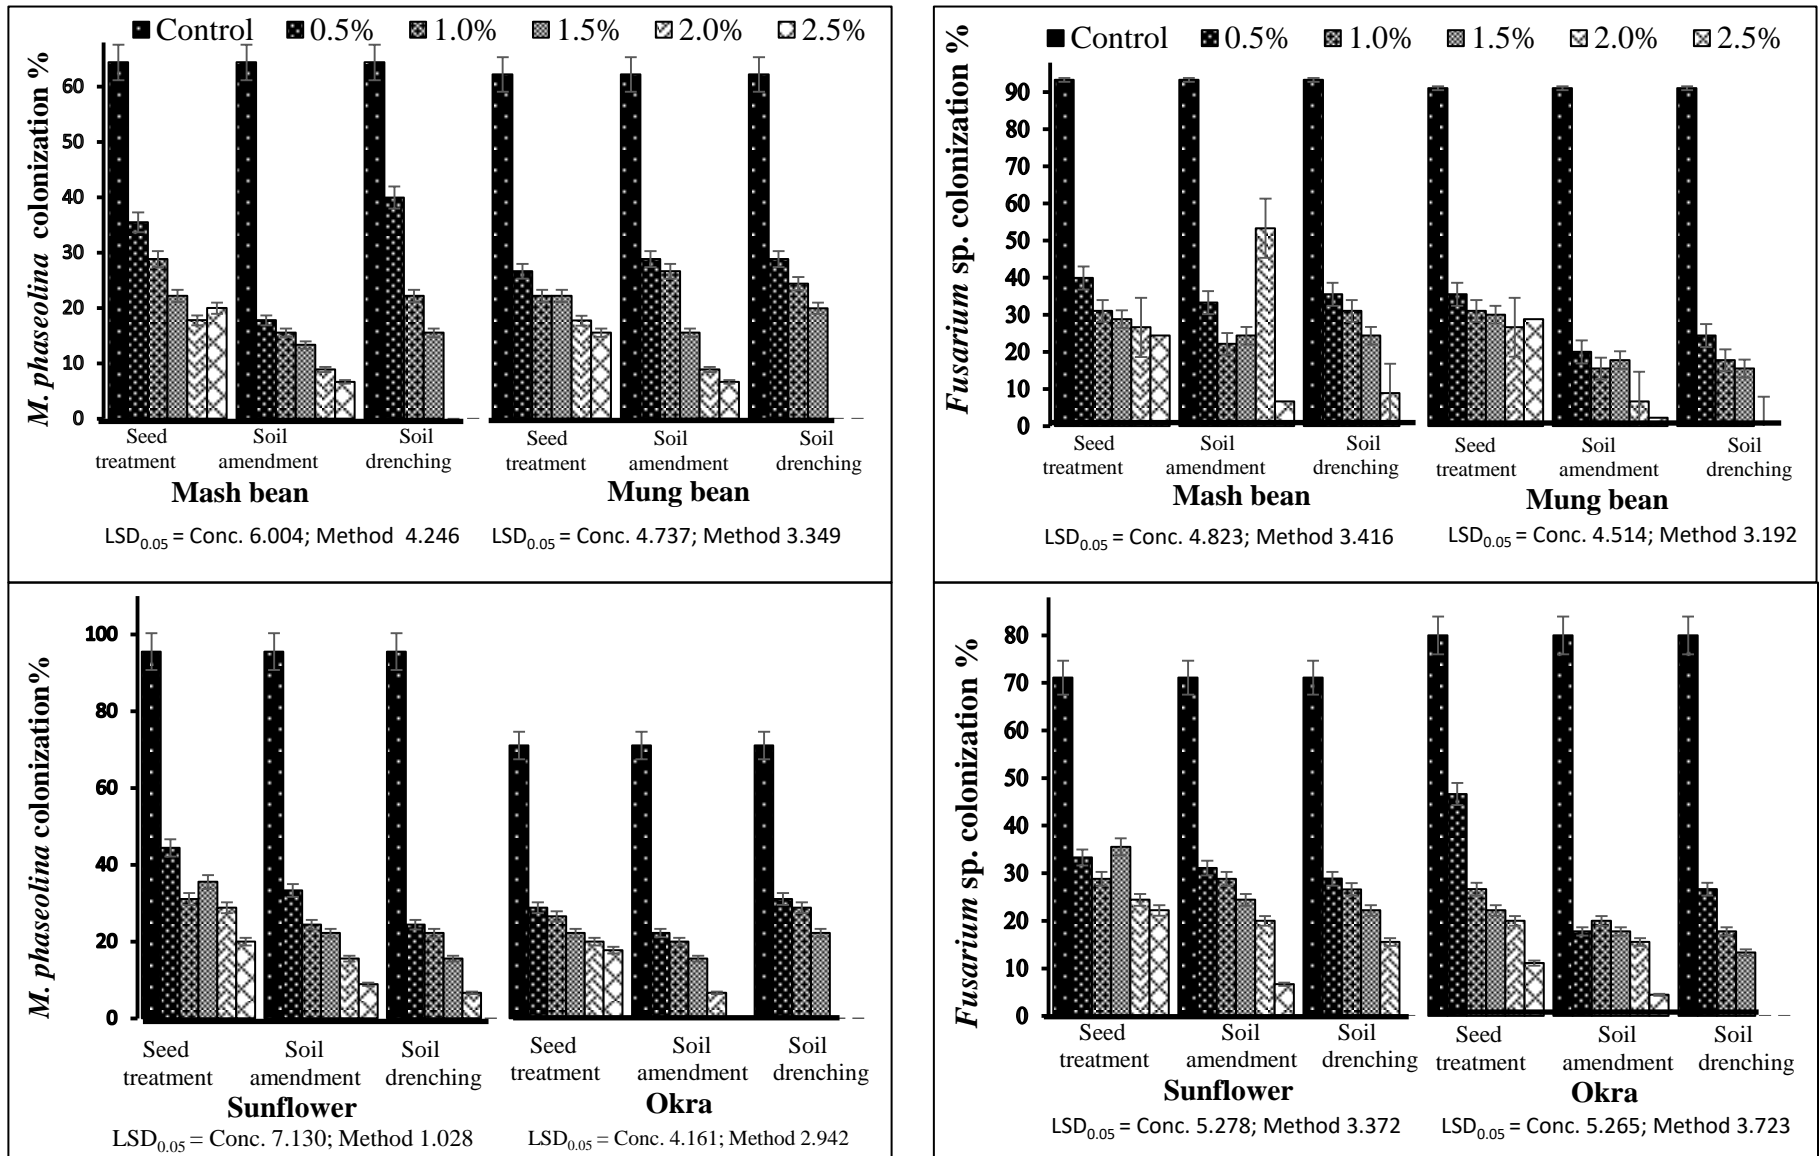 Control 0.5% 1.0% 1.5% 2.0% 2.5%
M. phaseolina colonization %
60
50
40
30
20
10
0
Seed treatment Soil amendment Soil drenching Seed treatment Soil amendment Soil drenching
Mash bean Mung bean
LSD0.05 = Conc. 6.004; Method 4.246 LSD0.05 = Conc. 4.737; Method 3.349
Control 0.5% 1.0% 1.5% 2.0% 2.5%
Fusarium sp. colonization %
90
80
70
60
50
40
30
20
10
0
Seed treatment Soil amendment Soil drenching Seed treatment Soil amendment Soil drenching
Mash bean Mung bean
LSD0.05 = Conc. 4.823; Method 3.416 LSD0.05 = Conc. 4.514; Method 3.192
M. phaseolina colonization%
100
80
60
40
20
0
Seed treatment Soil amendment Soil drenching Seed treatment Soil amendment Soil drenching
Sunflower Okra
LSD0.05 = Conc. 7.130; Method 1.028 LSD0.05 = Conc. 4.161; Method 2.942
Fusarium sp. colonization %
80
70
60
50
40
30
20
10
0
Seed treatment Soil amendment Soil drenching Seed treatment Soil amendment Soil drenching
Sunflower Okra
LSD0.05 = Conc. 5.278; Method 3.372 LSD0.05 = Conc. 5.265; Method 3.723